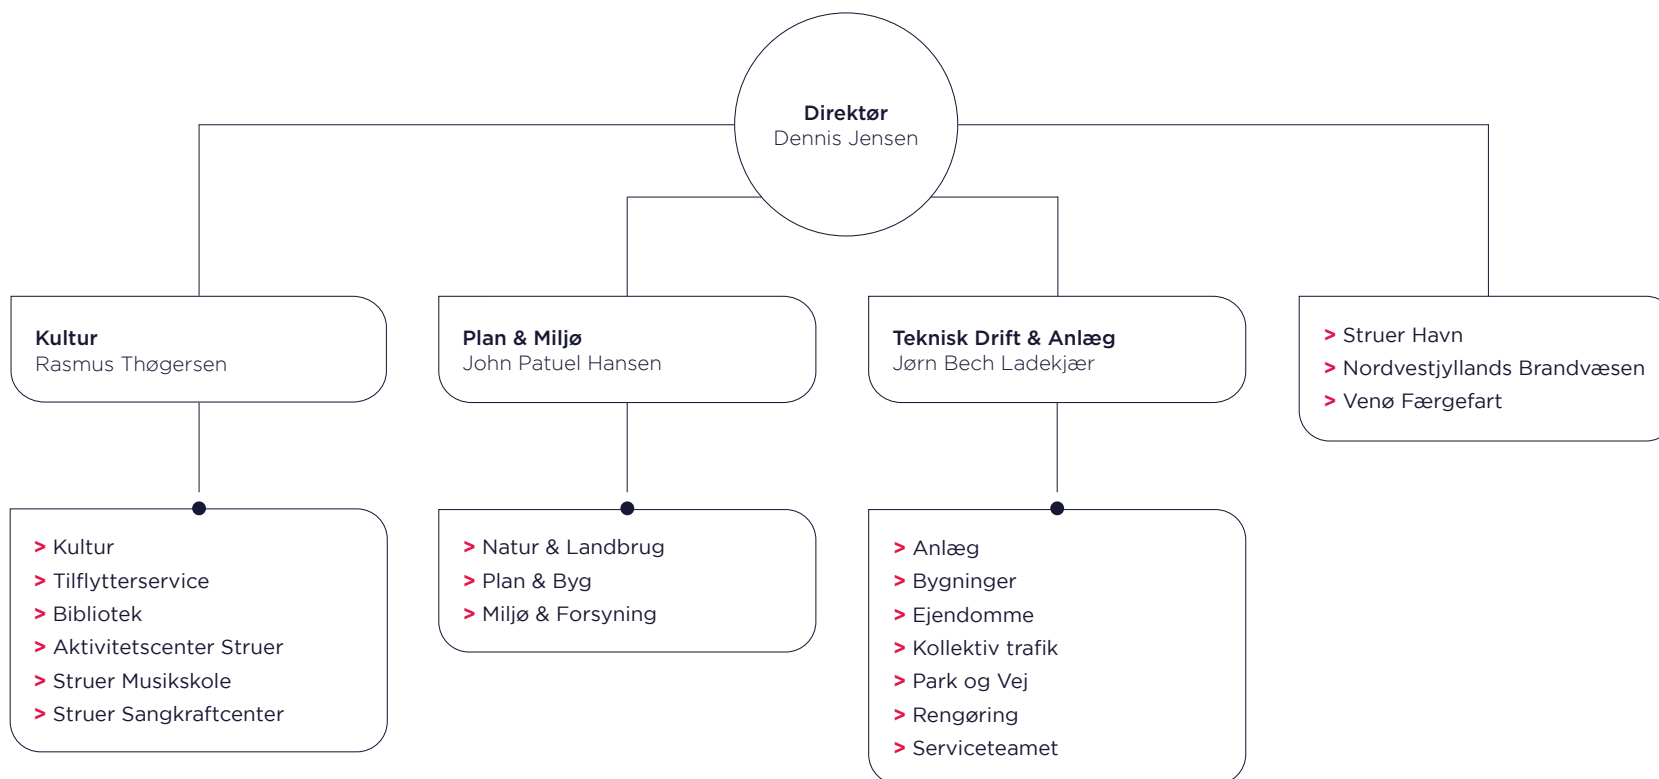 Direktør
Dennis Jensen
Kultur
Rasmus Thøgersen
Plan & Miljø
John Patuel Hansen
Teknisk Drift & Anlæg
Jørn Bech Ladekjær
> Struer Havn
> Nordvestjyllands Brandvæsen
> Venø Færgefart
> Kultur
> Tilflytterservice
> Bibliotek
> Aktivitetscenter Struer
> Struer Musikskole
> Struer Sangkraftcenter
> Natur & Landbrug
> Plan & Byg
> Miljø & Forsyning
> Anlæg
> Bygninger
> Ejendomme
> Kollektiv trafik
> Park og Vej
> Rengøring
> Serviceteamet